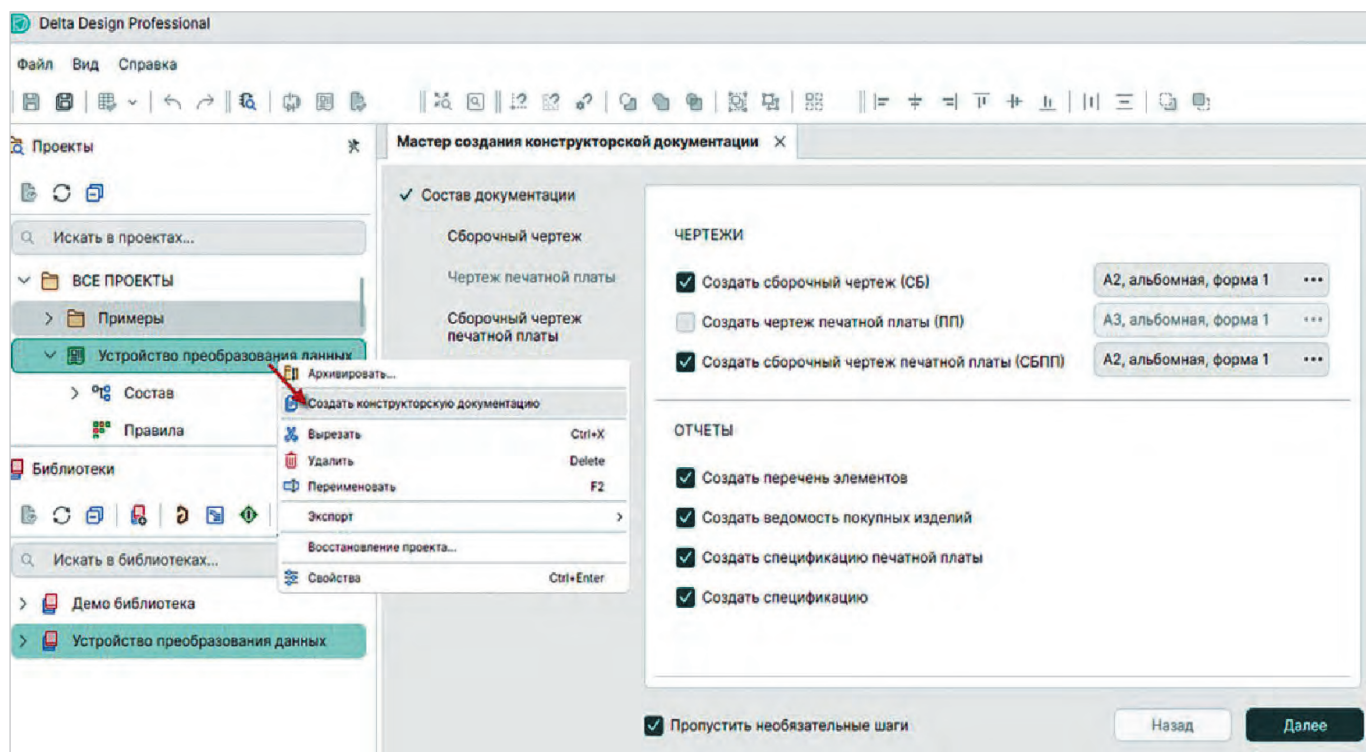 Delta Design Professional
Файл Вид Справка
Проекты
Искать в проектах...
ВСЕ ПРОЕКТЫ
Примеры
Устройство преобразования данных
Состав
Правила
Библиотеки
Искать в библиотеках...
Демо библиотека
Устройство преобразования данных
Архивировать...
Создать конструкторскую документацию
Вырезать Ctrl+X
Удалить Delete
Переименовать F2
Экспорт
Восстановление проекта...
Свойства Ctrl+Enter
Мастер создания конструкторской документации
Состав документации
Сборочный чертеж
Чертеж печатной платы
Сборочный чертеж
печатной платы
ЧЕРТЕЖИ
Создать сборочный чертеж (СБ) А2, альбомная, форма 1
Создать чертеж печатной платы (ПП) А3, альбомная, форма 1
Создать сборочный чертеж печатной платы (СБПП) А2, альбомная, форма 1
ОТЧЕТЫ
Создать перечень элементов
Создать ведомость покупных изделий
Создать спецификацию печатной платы
Создать спецификацию
Пропустить необязательные шаги
Назад
Далее